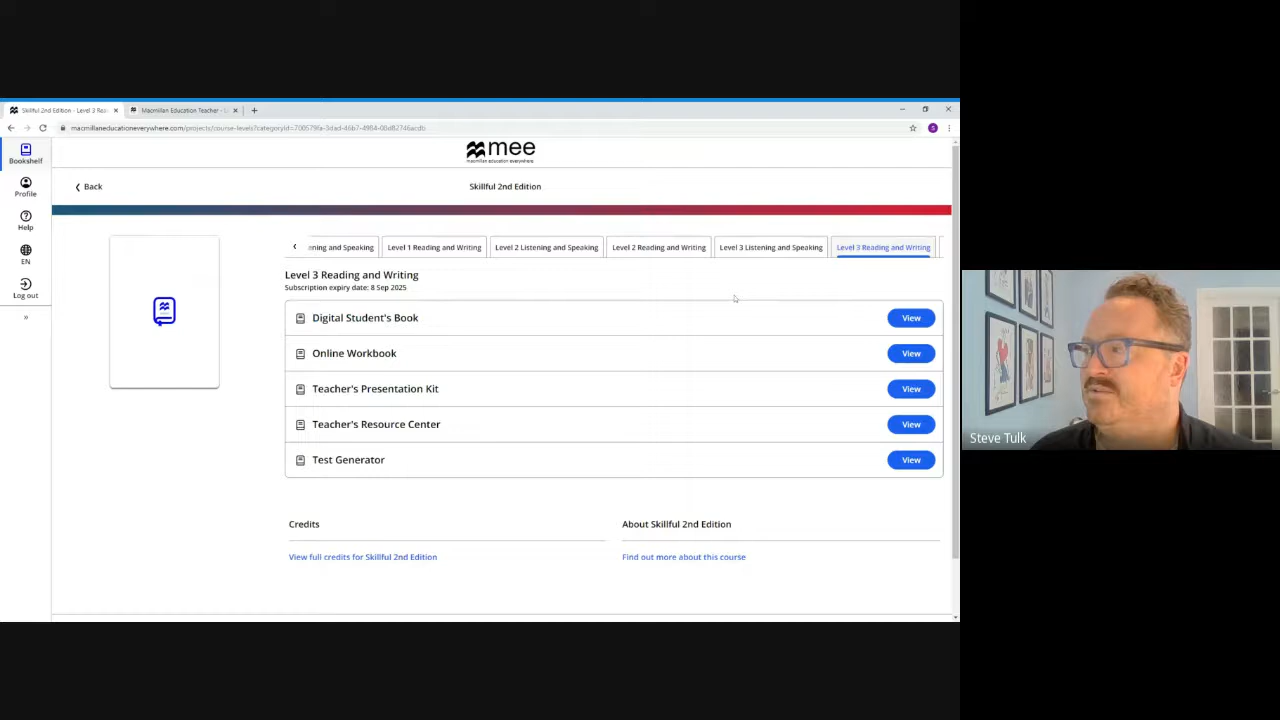 Skillful 2nd Edition - Level 3 Rea
Macmillan Education Teacher -
macmillaneducationeverywhere.com/projects/course-levels?categoryId=
S
Bookshelf
Profile
Help
EN
Log out
»
mee
macmillan education everywhere
Back
Skillful 2nd Edition
ening and Speaking
Level 1 Reading and Writing
Level 2 Listening and Speaking
Level 2 Reading and Writing
Level 3 Listening and Speaking
Level 3 Reading and Writing
Level 3 Reading and Writing
Subscription expiry date: 8 Sep 2025
Digital Student's Book
View
Online Workbook
View
Teacher's Presentation Kit
View
Teacher's Resource Center
View
Test Generator
View
Credits
View full credits for Skillful 2nd Edition
About Skillful 2nd Edition
Find out more about this course
Steve Tulk